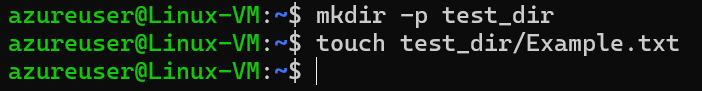 azureuser@Linux-VM:~$ mkdir -p test_dir
azureuser@Linux-VM:~$ touch test_dir/Example.txt
azureuser@Linux-VM:~$